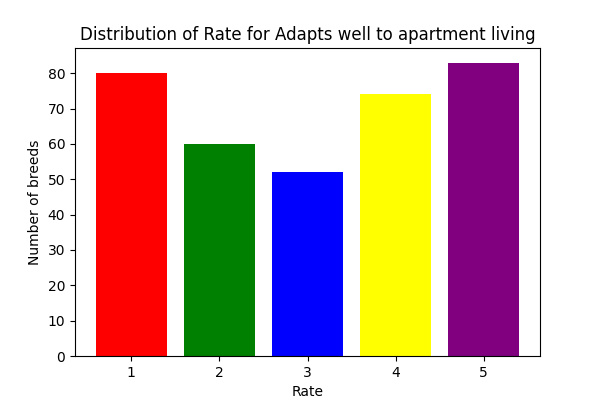 Distribution of Rate for Adapts well to apartment living
80
70
60
50
40
30
20
10
0
Number of breeds
1 2 3 4 5
Rate